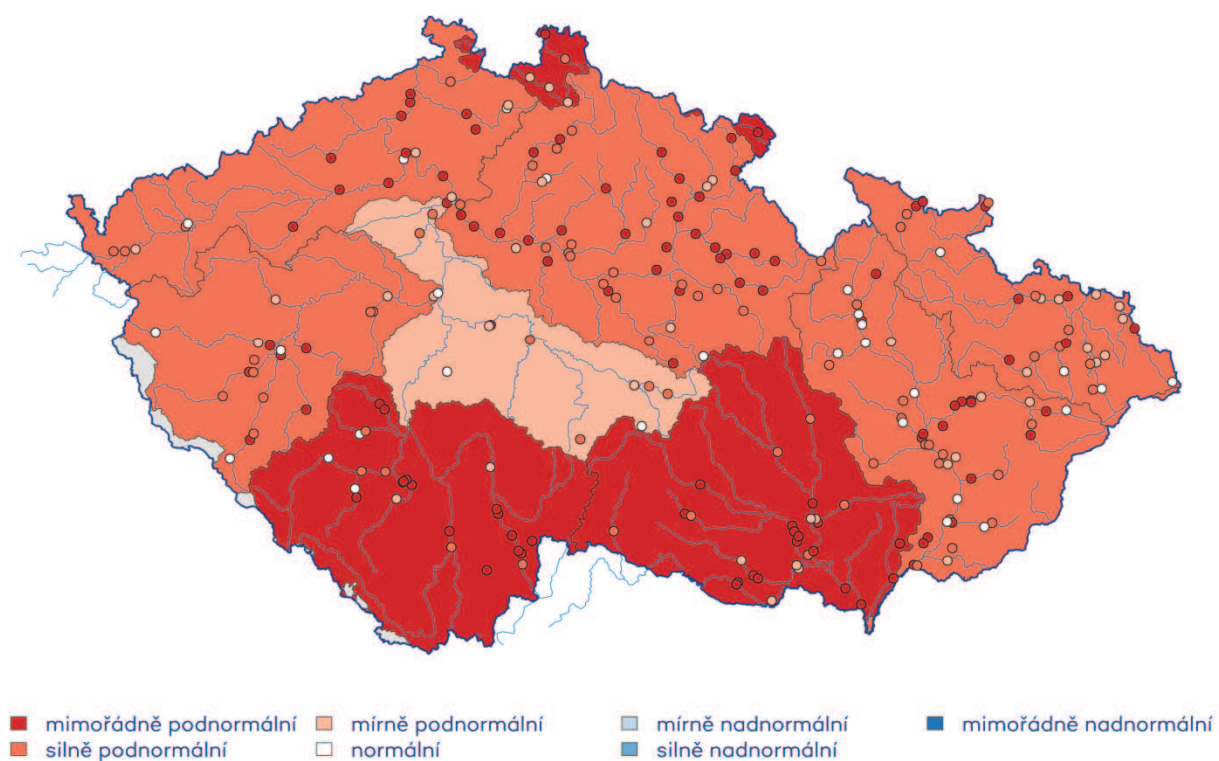 mimořádně podnormální
silně podnormální
mírně podnormální
normální
mírně nadnormální
silně nadnormální
mimořádně nadnormální